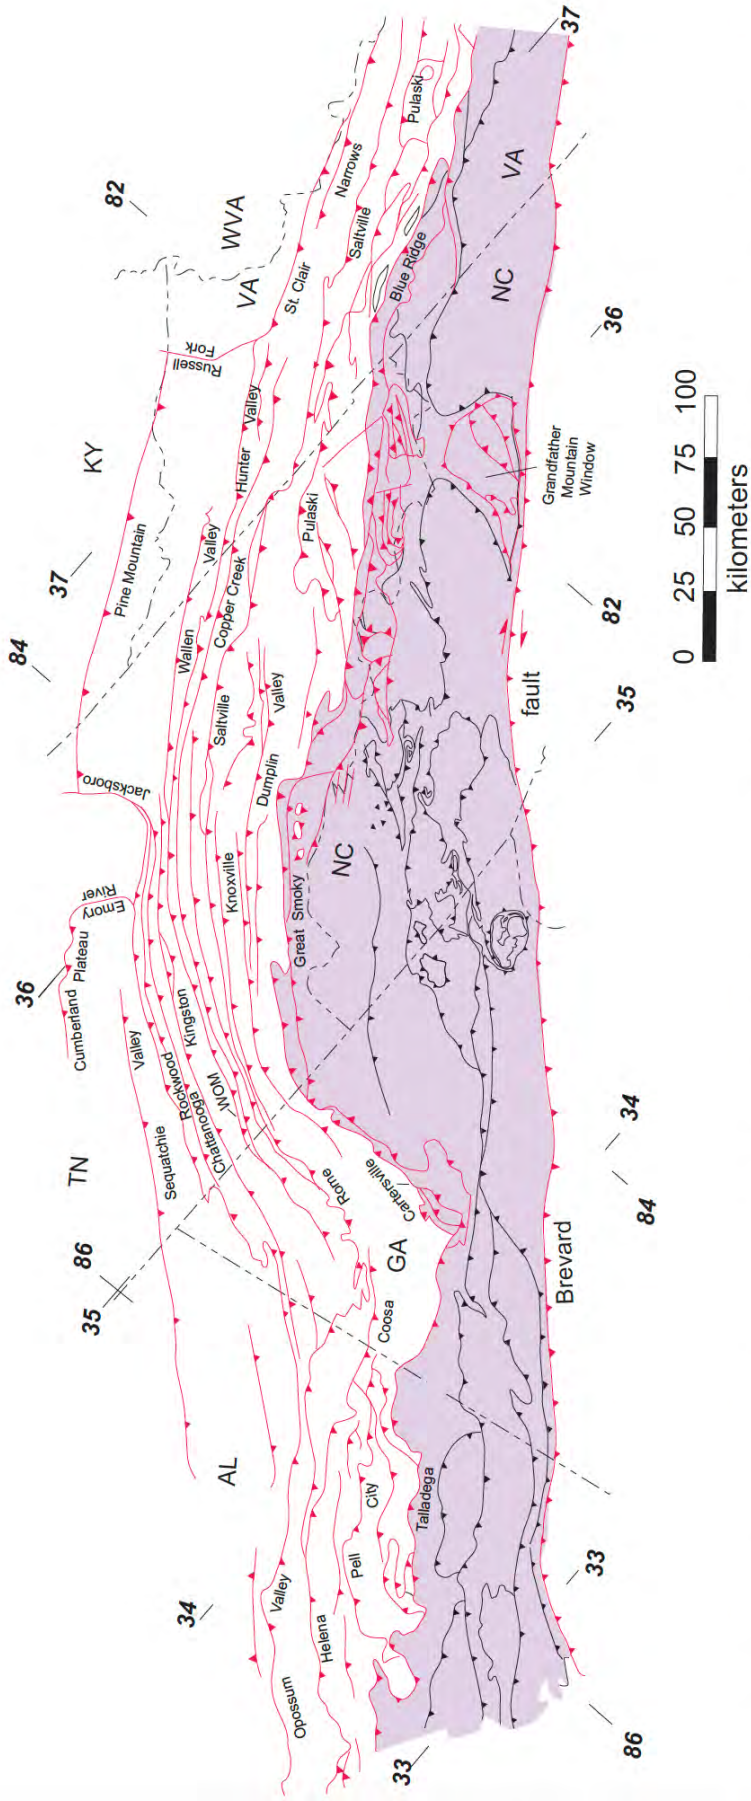 37
82
WVA
VA
KY
37
84
36
TN
86
35
AL
34
33
Pulaski
Narrows
Saltville
St. Clair
Blue Ridge
Russell
Fork
Hunter
Valley
Pine Mountain
Wallen
Valley
Copper Creek
Pulaski
Saltville
Valley
Dumplin
Jacksboro
Knoxville
Great Smoky
Emory
River
Cumberland
Plateau
Kingston
Rockwood
Chattanooga
WOM
Valley
Sequatchie
Rome
Cartersville
GA
Coosa
City
Pell
Talladega
Valley
Helena
Opossum
VA
NC
NC
Grandfather
Mountain
Window
fault
Brevard
36
82
35
34
84
33
86
0
25
50
75
100
kilometers